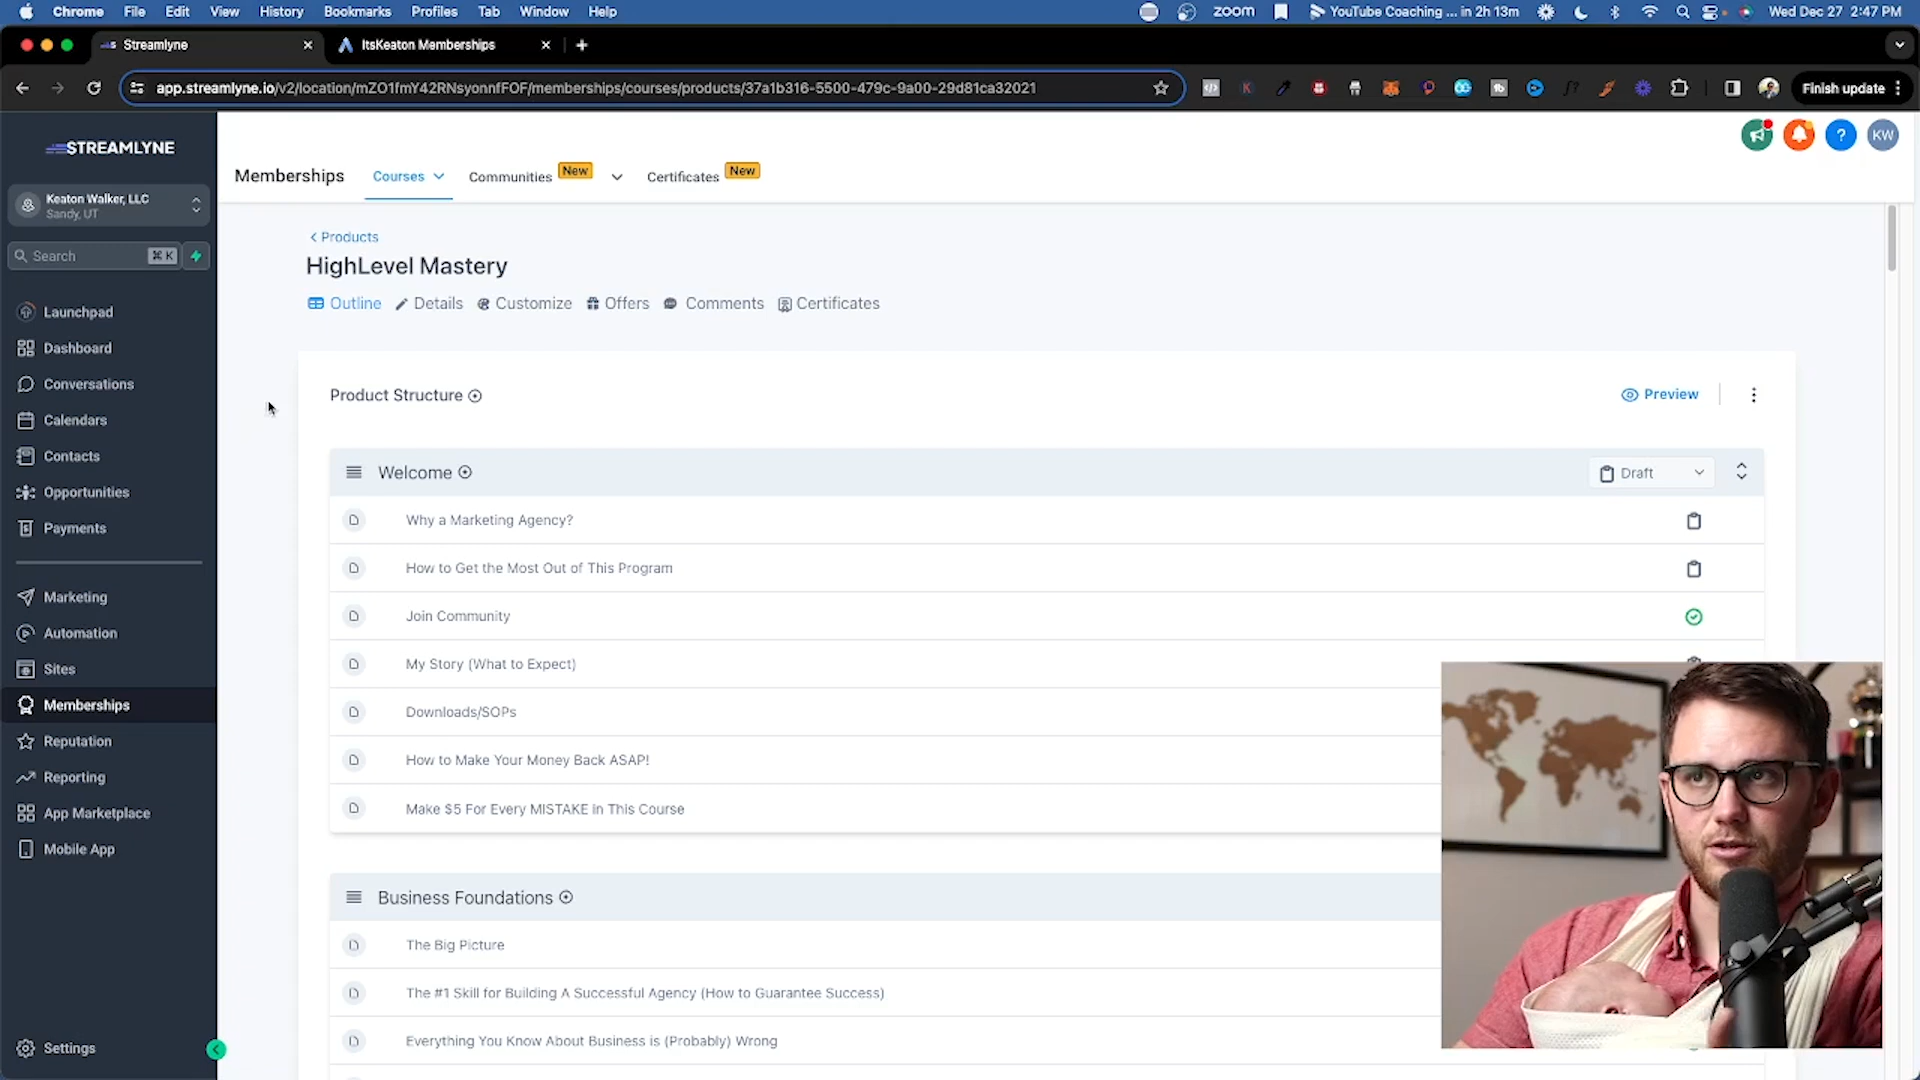 Chrome File Edit View History Bookmarks Profiles Tab Window Help zoom YouTube Coaching ... in 2h 13m Wed Dec 27 2:47 PM
Streamlyne ItsKeaton Memberships
app.streamlyne.io/v2/location/mZO1fmY42RNsyonnfFOF/memberships/courses/products/37a1b316-5500-479c-9a00-29d81ca32021 Finish update
STREAMLYNE
KW
Memberships Courses Communities New Certificates New
Keaton Walker, LLC
Sandy, UT
Search ⌘ K
Launchpad
Dashboard
Conversations
Calendars
Contacts
Opportunities
Payments
Marketing
Automation
Sites
Memberships
Reputation
Reporting
App Marketplace
Mobile App
Settings
Products
HighLevel Mastery
Outline Details Customize Offers Comments Certificates
Product Structure Preview
Welcome Draft
Why a Marketing Agency?
How to Get the Most Out of This Program
Join Community
My Story (What to Expect)
Downloads/SOPs
How to Make Your Money Back ASAP!
Make $5 For Every MISTAKE In This Course
Business Foundations
The Big Picture
The #1 Skill for Building A Successful Agency (How to Guarantee Success)
Everything You Know About Business is (Probably) Wrong